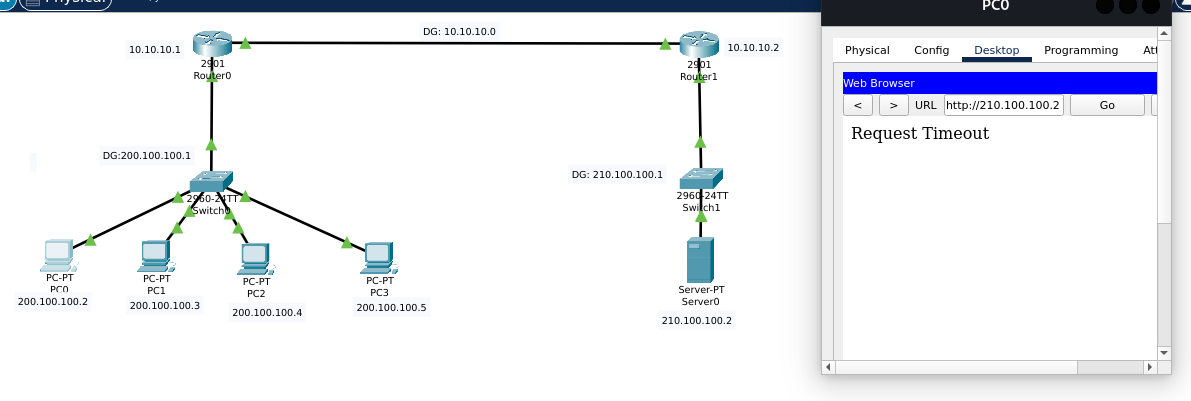 Physical
PC0
DG: 10.10.10.0
10.10.10.1
10.10.10.2
2901
Router0
2901
Router1
DG:200.100.100.1
DG: 210.100.100.1
2960-24TT
Switch0
2960-24TT
Switch1
PC-PT
PC0
200.100.100.2
PC-PT
PC1
200.100.100.3
PC-PT
PC2
200.100.100.4
PC-PT
PC3
200.100.100.5
Server-PT
Server0
210.100.100.2
Physical Config Desktop Programming Att
Web Browser
< > URL http://210.100.100.2 Go
Request Timeout